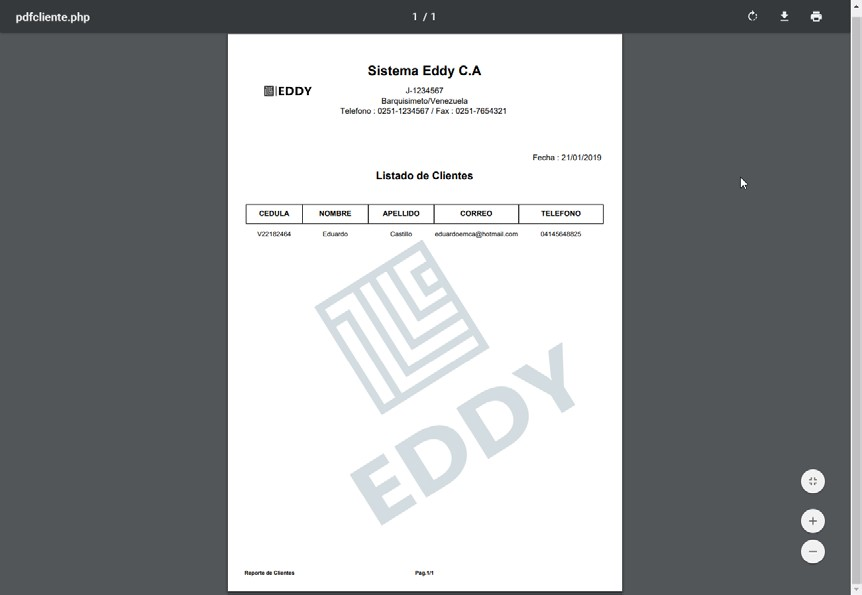 pdfcliente.php
1 / 1
Sistema Eddy C.A
EDDY
J-1234567
Barquisimeto/Venezuela
Telefono : 0251-1234567 / Fax : 0251-7654321
Fecha : 21/01/2019
Listado de Clientes
CEDULA NOMBRE APELLIDO CORREO TELEFONO
V22182464 Eduardo Castillo eduardoemca@hotmail.com 04145648825
EDDY
Reporte de Clientes Pág.1/1